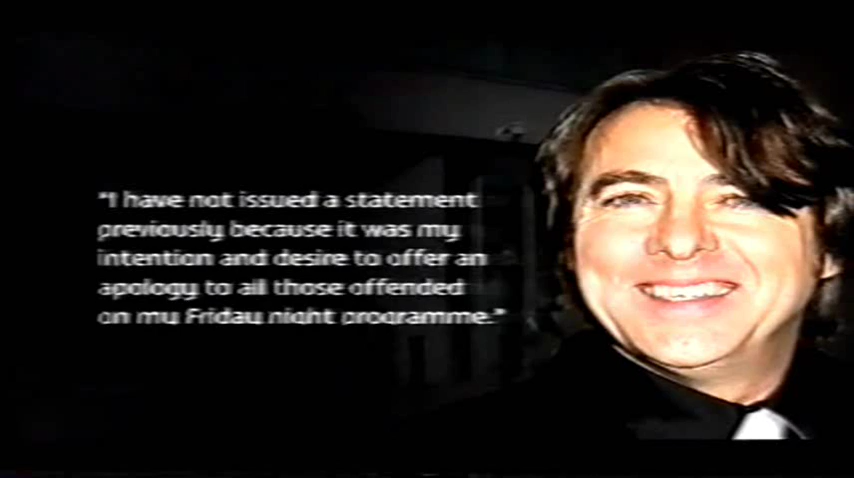 "I have not issued a statement
previously because it was my
intention and desire to offer an
apology to all those offended
on my Friday night programme."